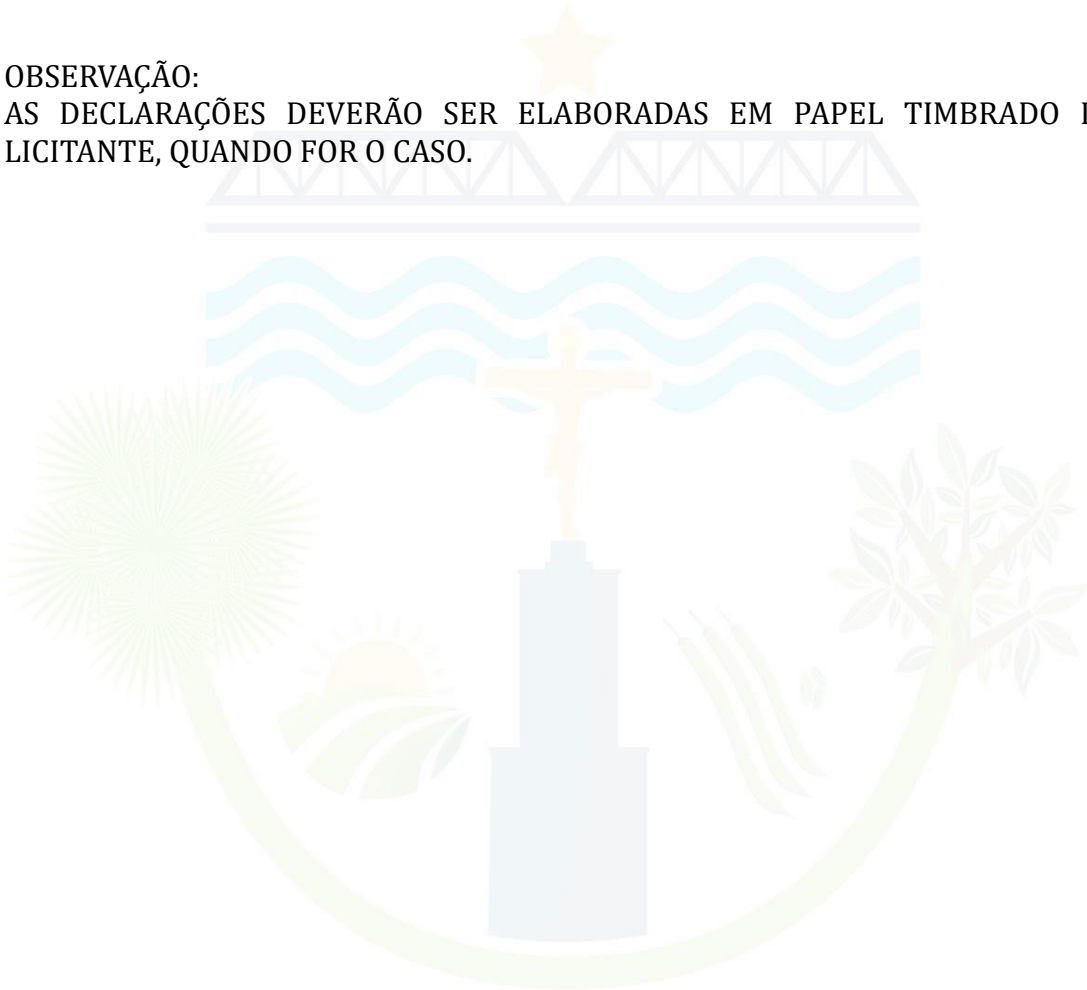 OBSERVAÇÃO:
AS DECLARAÇÕES DEVERÃO SER ELABORADAS EM PAPEL TIMBRADO
LICITANTE, QUANDO FOR O CASO.